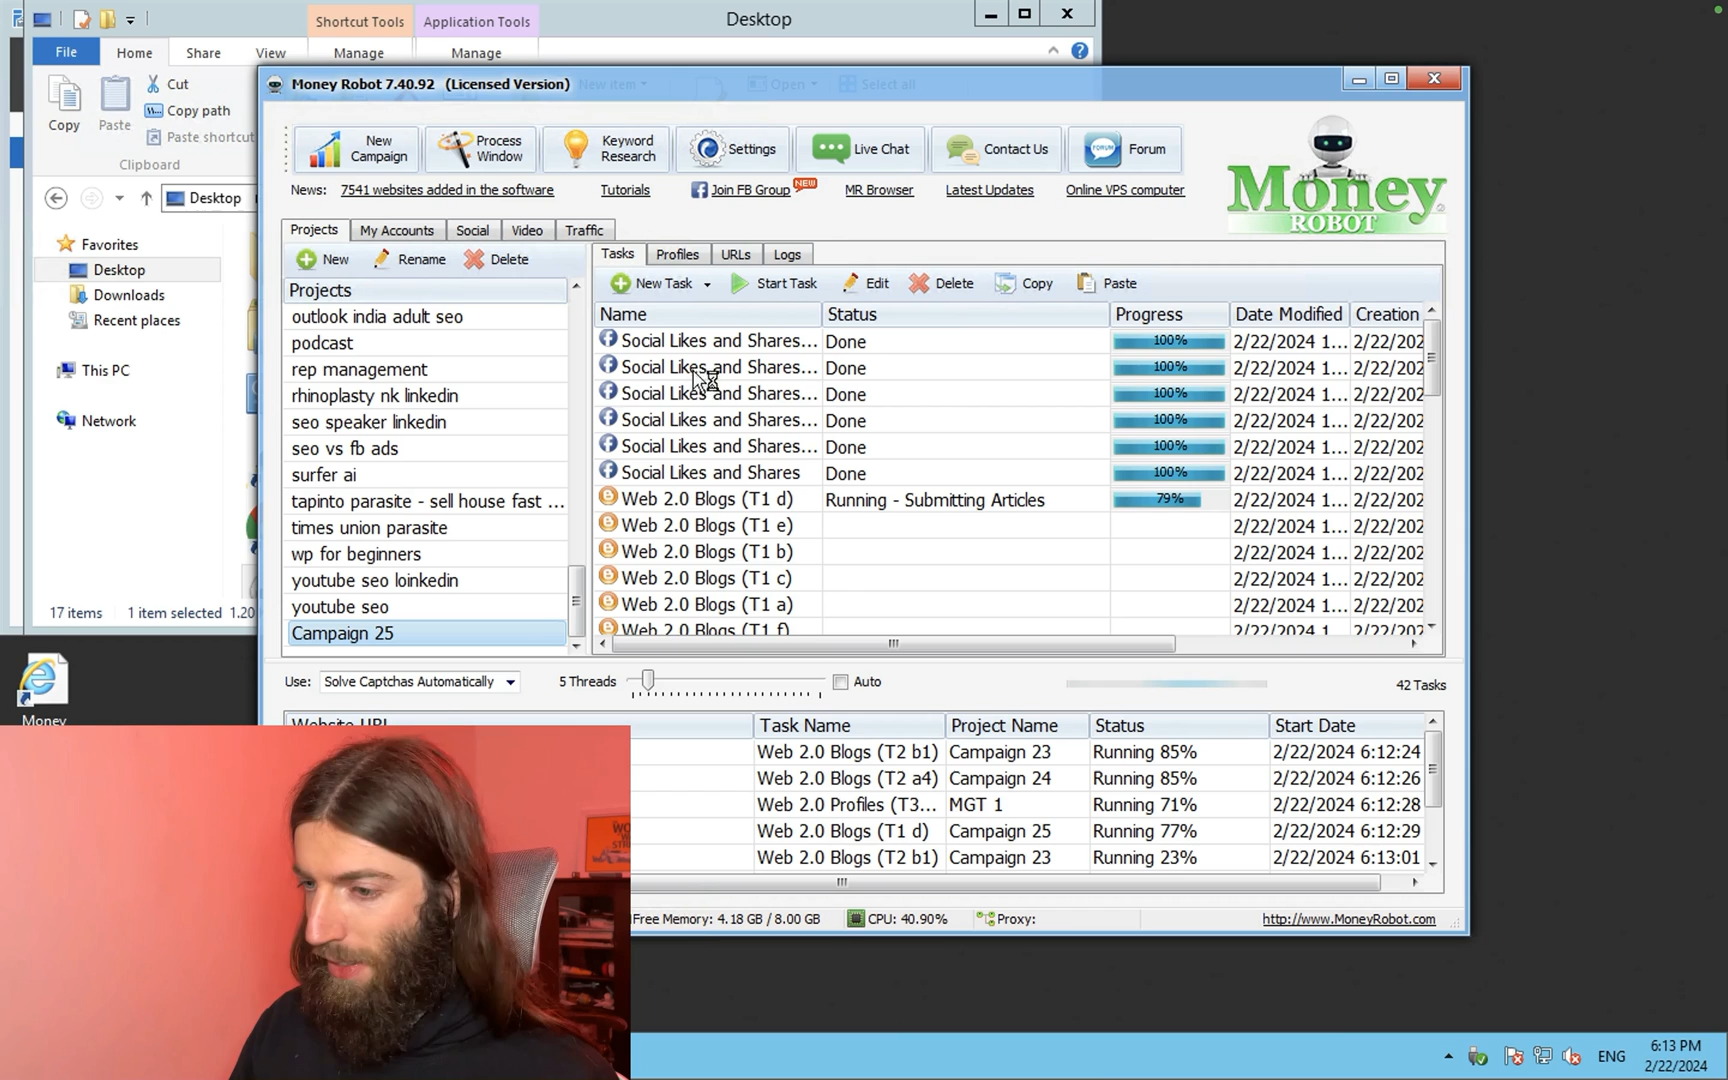 Shortcut Tools
Application Tools
Desktop
File
Home
Share
View
Manage
Manage
Copy
Paste
Cut
Copy path
Paste shortcut
Clipboard
New item
Open
Select all
Desktop
Favorites
Desktop
Downloads
Recent places
This PC
Network
17 items
1 item selected
1.20
Money
Money Robot 7.40.92 (Licensed Version)
New Campaign
Process Window
Keyword Research
Settings
Live Chat
Contact Us
Forum
FORUM
Money
ROBOT
News:
7541 websites added in the software
Tutorials
Join FB Group
NEW
MR Browser
Latest Updates
Online VPS computer
Projects
My Accounts
Social
Video
Traffic
New
Rename
Delete
Projects
outlook india adult seo
podcast
rep management
rhinoplasty nk linkedin
seo speaker linkedin
seo vs fb ads
surfer ai
tapinto parasite - sell house fast ...
times union parasite
wp for beginners
youtube seo loinkedin
youtube seo
Campaign 25
Tasks
Profiles
URLs
Logs
New Task
Start Task
Edit
Delete
Copy
Paste
Name Status Progress Date Modified Creation
Social Likes and Shares... Done 100% 2/22/2024 1... 2/22/202
Social Likes and Shares... Done 100% 2/22/2024 1... 2/22/202
Social Likes and Shares... Done 100% 2/22/2024 1... 2/22/202
Social Likes and Shares... Done 100% 2/22/2024 1... 2/22/202
Social Likes and Shares... Done 100% 2/22/2024 1... 2/22/202
Social Likes and Shares Done 100% 2/22/2024 1... 2/22/202
Web 2.0 Blogs (T1 d) Running - Submitting Articles 79% 2/22/2024 1... 2/22/202
Web 2.0 Blogs (T1 e) 2/22/2024 1... 2/22/202
Web 2.0 Blogs (T1 b) 2/22/2024 1... 2/22/202
Web 2.0 Blogs (T1 c) 2/22/2024 1... 2/22/202
Web 2.0 Blogs (T1 a) 2/22/2024 1... 2/22/202
Web 2.0 Blogs (T1 f) 2/22/2024 1 2/22/202
Use:
Solve Captchas Automatically
5 Threads
Auto
42 Tasks
Website URL Task Name Project Name Status Start Date
Web 2.0 Blogs (T2 b1) Campaign 23 Running 85% 2/22/2024 6:12:24
Web 2.0 Blogs (T2 a4) Campaign 24 Running 85% 2/22/2024 6:12:26
Web 2.0 Profiles (T3... MGT 1 Running 71% 2/22/2024 6:12:28
Web 2.0 Blogs (T1 d) Campaign 25 Running 77% 2/22/2024 6:12:29
Web 2.0 Blogs (T2 b1) Campaign 23 Running 23% 2/22/2024 6:13:01
Free Memory: 4.18 GB / 8.00 GB
CPU: 40.90%
Proxy:
http://www.MoneyRobot.com
ENG
6:13 PM
2/22/2024